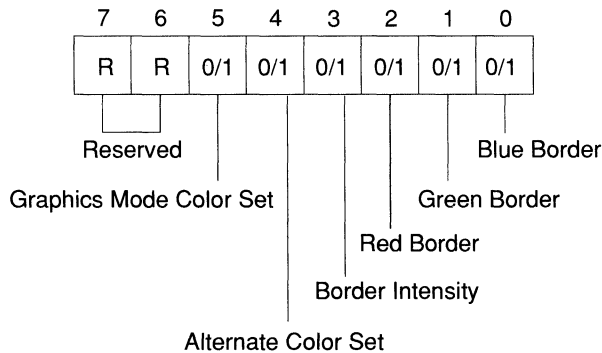 7 6 5 4 3 2 1 0
R R 0/1 0/1 0/1 0/1 0/1 0/1
Reserved
Blue Border
Graphics Mode Color Set
Green Border
Red Border
Border Intensity
Alternate Color Set